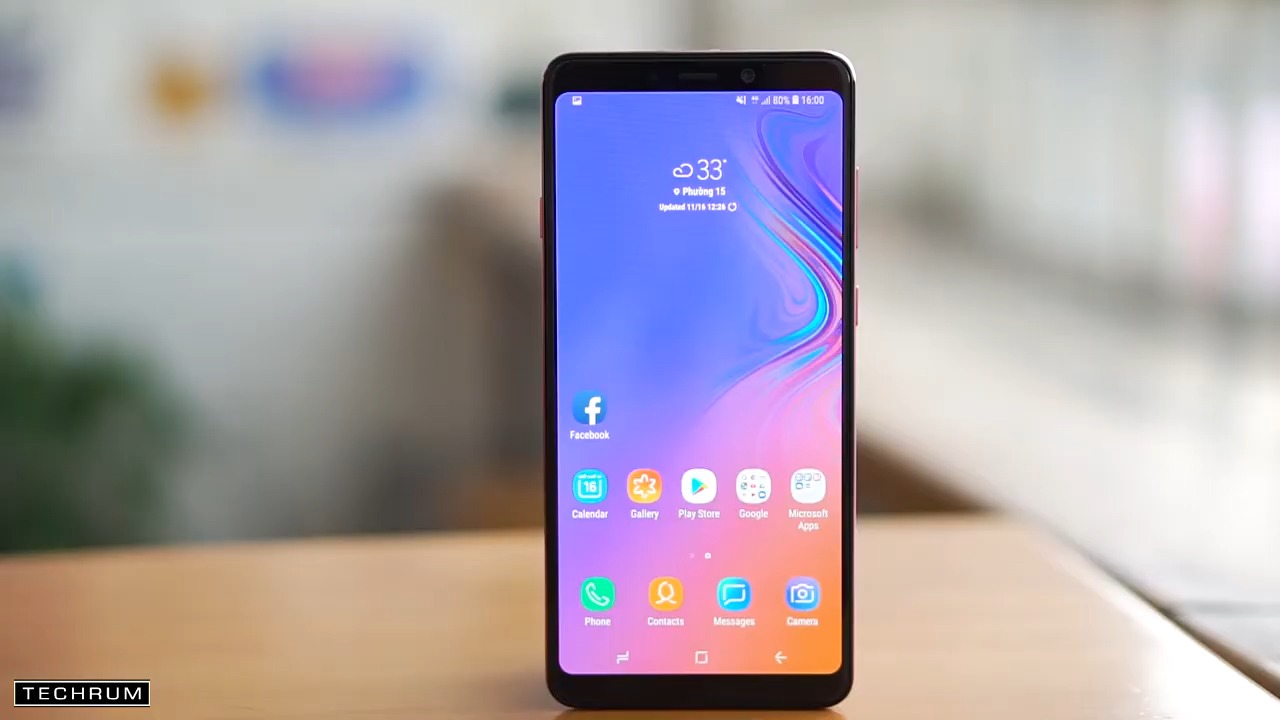 80% 16:00
33°
Phường 15
Updated 11/16 12:26
Facebook
16
Calendar
Gallery
Play Store
Google
Microsoft
Apps
Phone
Contacts
Messages
Camera
TECHRUM